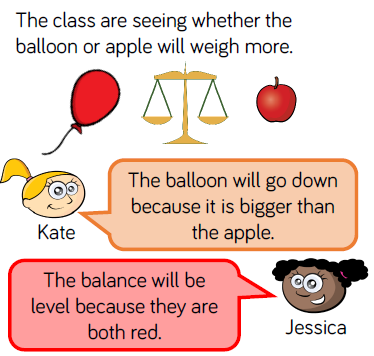 The class are seeing whether the
balloon or apple will weigh more.
The balloon will go down
because it is bigger than
the apple.
Kate
The balance will be
level because they are
both red.
Jessica